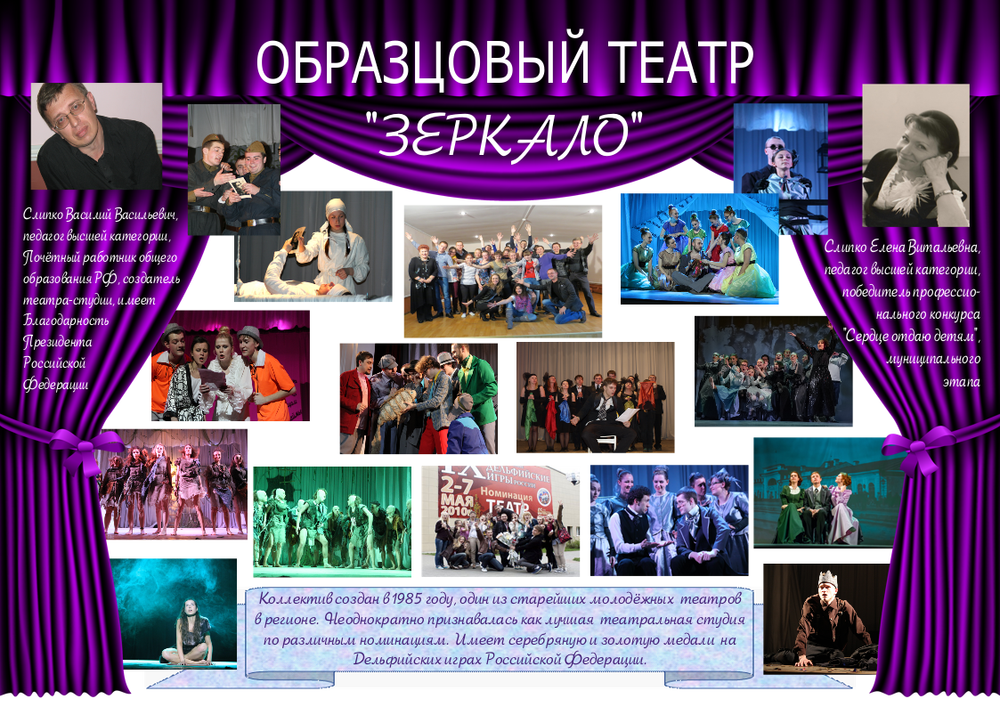 ОБРАЗЦОВЫЙ ТЕАТР
"ЗЕРКАЛО"
Слипко Василий Васильевич,
педагог высшей категории,
Почётный работник общего
образования РФ, создатель
театра-студии, имеет
Благодарность
Президента
Российской
Федерации
Слипко Елена Витальевна,
педагог высшей категории,
победитель профессио-
нального конкурса
"Сердце отдаю детям",
муниципального
этапа
IX ДЕЛЬФИЙСКИЕ
ИГРЫ РОССИИ
2-7
МАЯ
2010г
Номинация
ТЕАТР
Коллектив создан в 1985 году, один из старейших молодёжных театров
в регионе. Неоднократно признавалась как лучшая театральная студия
по различным номинациям. Имеет серебряную и золотую медали на
Дельфийских играх Российской Федерации.